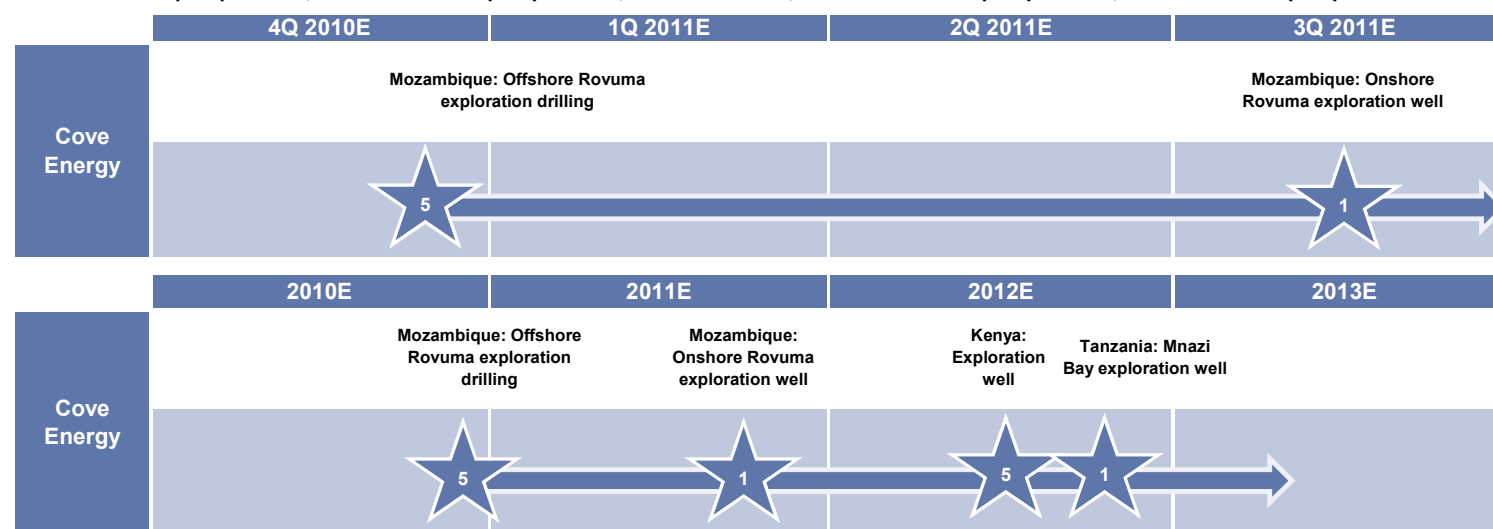 4Q 2010E 1Q 2011E 2Q 2011E 3Q 2011E
Cove
Energy
Mozambique: Offshore Rovuma
exploration drilling
Mozambique: Onshore
Rovuma exploration well
5
1
2010E 2011E 2012E 2013E
Cove
Energy
Mozambique: Offshore
Rovuma exploration
drilling
Mozambique:
Onshore Rovuma
exploration well
Kenya:
Exploration
well
Tanzania: Mnazi
Bay exploration well
5
1
5
1